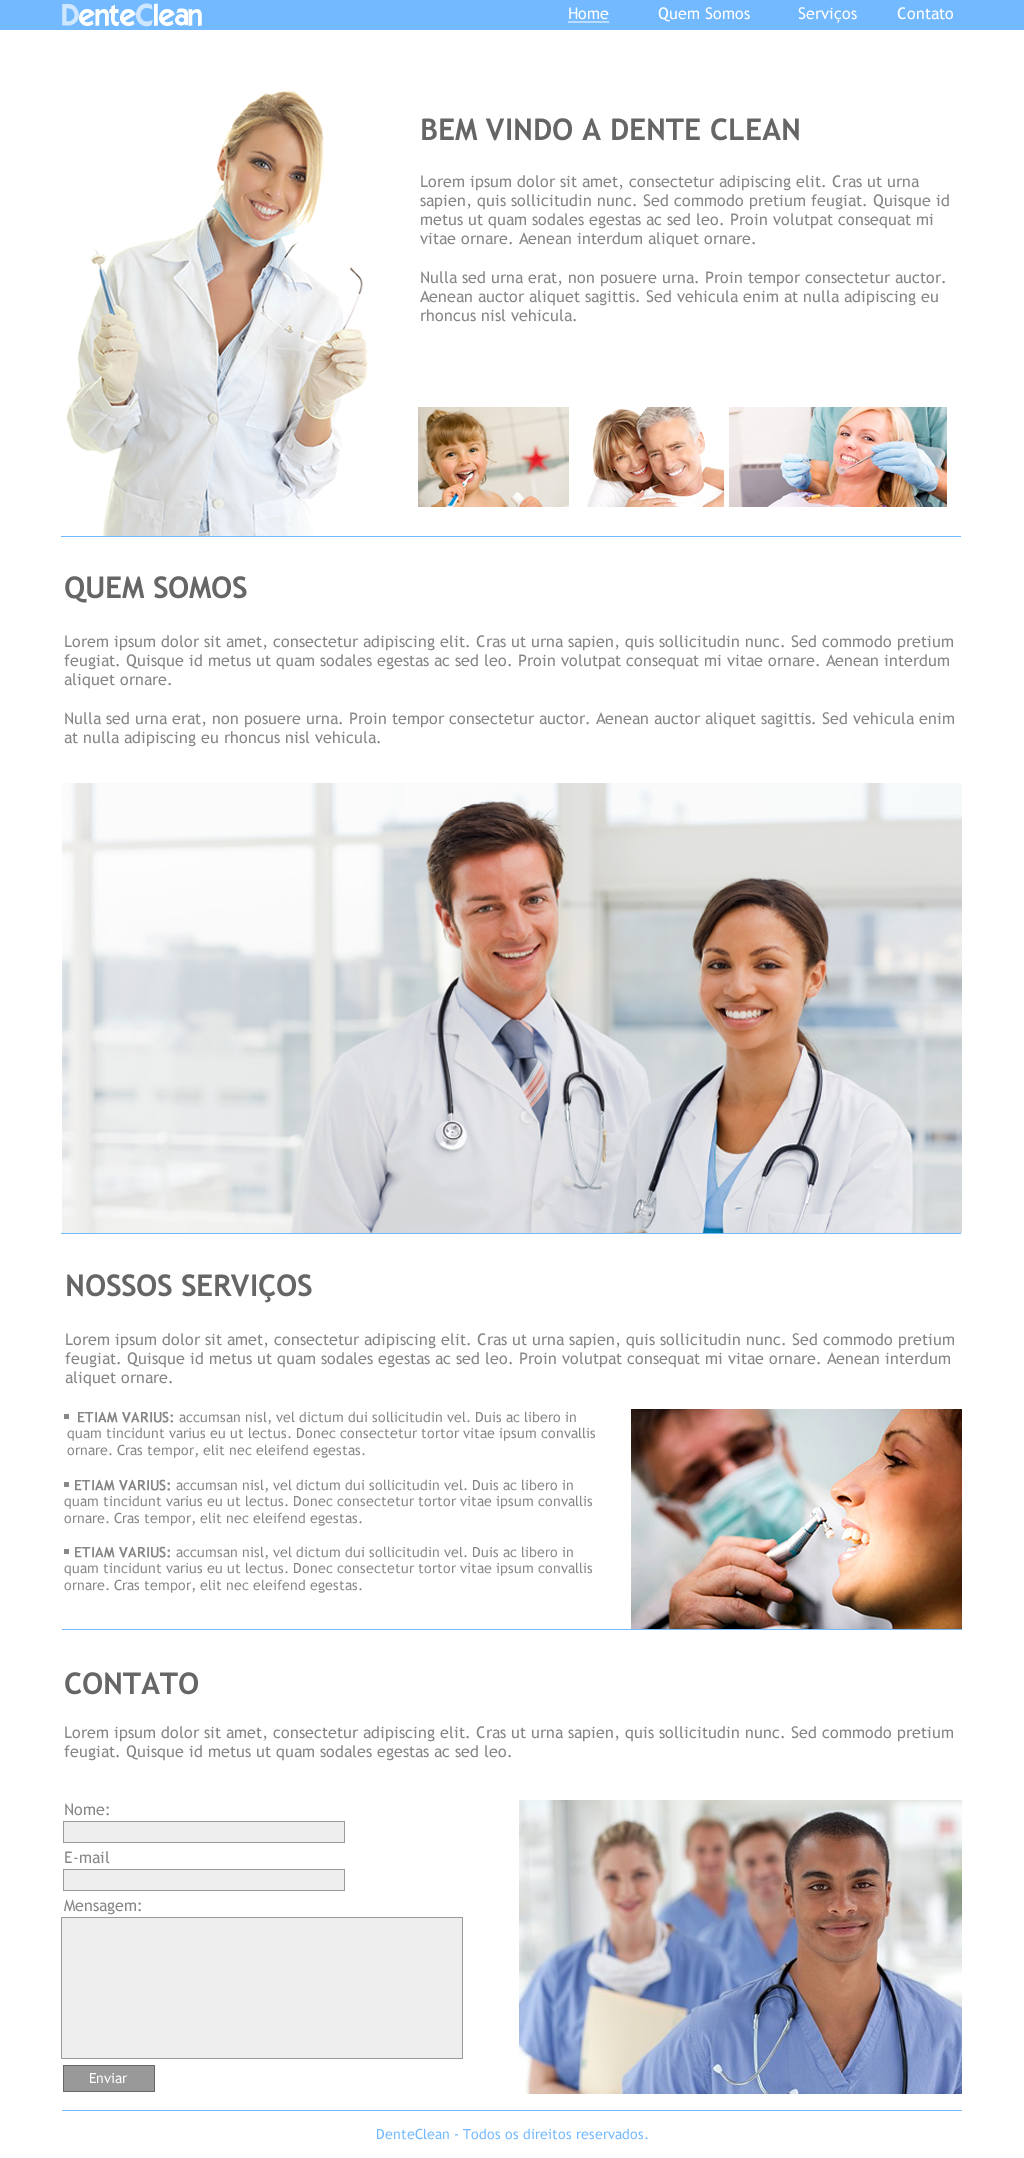 DenteClean
Home Quem Somos Serviços Contato
BEM VINDO A DENTE CLEAN
Lorem ipsum dolor sit amet, consectetur adipiscing elit. Cras ut urna
sapien, quis sollicitudin nunc. Sed commodo pretium feugiat. Quisque id
metus ut quam sodales egestas ac sed leo. Proin volutpat consequat mi
vitae ornare. Aenean interdum aliquet ornare.
Nulla sed urna erat, non posuere urna. Proin tempor consectetur auctor.
Aenean auctor aliquet sagittis. Sed vehicula enim at nulla adipiscing eu
rhoncus nisl vehicula.
QUEM SOMOS
Lorem ipsum dolor sit amet, consectetur adipiscing elit. Cras ut urna sapien, quis sollicitudin nunc. Sed commodo pretium
feugiat. Quisque id metus ut quam sodales egestas ac sed leo. Proin volutpat consequat mi vitae ornare. Aenean interdum
aliquet ornare.
Nulla sed urna erat, non posuere urna. Proin tempor consectetur auctor. Aenean auctor aliquet sagittis. Sed vehicula enim
at nulla adipiscing eu rhoncus nisl vehicula.
NOSSOS SERVIÇOS
Lorem ipsum dolor sit amet, consectetur adipiscing elit. Cras ut urna sapien, quis sollicitudin nunc. Sed commodo pretium
feugiat. Quisque id metus ut quam sodales egestas ac sed leo. Proin volutpat consequat mi vitae ornare. Aenean interdum
aliquet ornare.
▪ ETIAM VARIUS: accumsan nisl, vel dictum dui sollicitudin vel. Duis ac libero in
quam tincidunt varius eu ut lectus. Donec consectetur tortor vitae ipsum convallis
ornare. Cras tempor, elit nec eleifend egestas.
▪ ETIAM VARIUS: accumsan nisl, vel dictum dui sollicitudin vel. Duis ac libero in
quam tincidunt varius eu ut lectus. Donec consectetur tortor vitae ipsum convallis
ornare. Cras tempor, elit nec eleifend egestas.
▪ ETIAM VARIUS: accumsan nisl, vel dictum dui sollicitudin vel. Duis ac libero in
quam tincidunt varius eu ut lectus. Donec consectetur tortor vitae ipsum convallis
ornare. Cras tempor, elit nec eleifend egestas.
CONTATO
Lorem ipsum dolor sit amet, consectetur adipiscing elit. Cras ut urna sapien, quis sollicitudin nunc. Sed commodo pretium
feugiat. Quisque id metus ut quam sodales egestas ac sed leo.
Nome:
E-mail
Mensagem:
Enviar
DenteClean - Todos os direitos reservados.